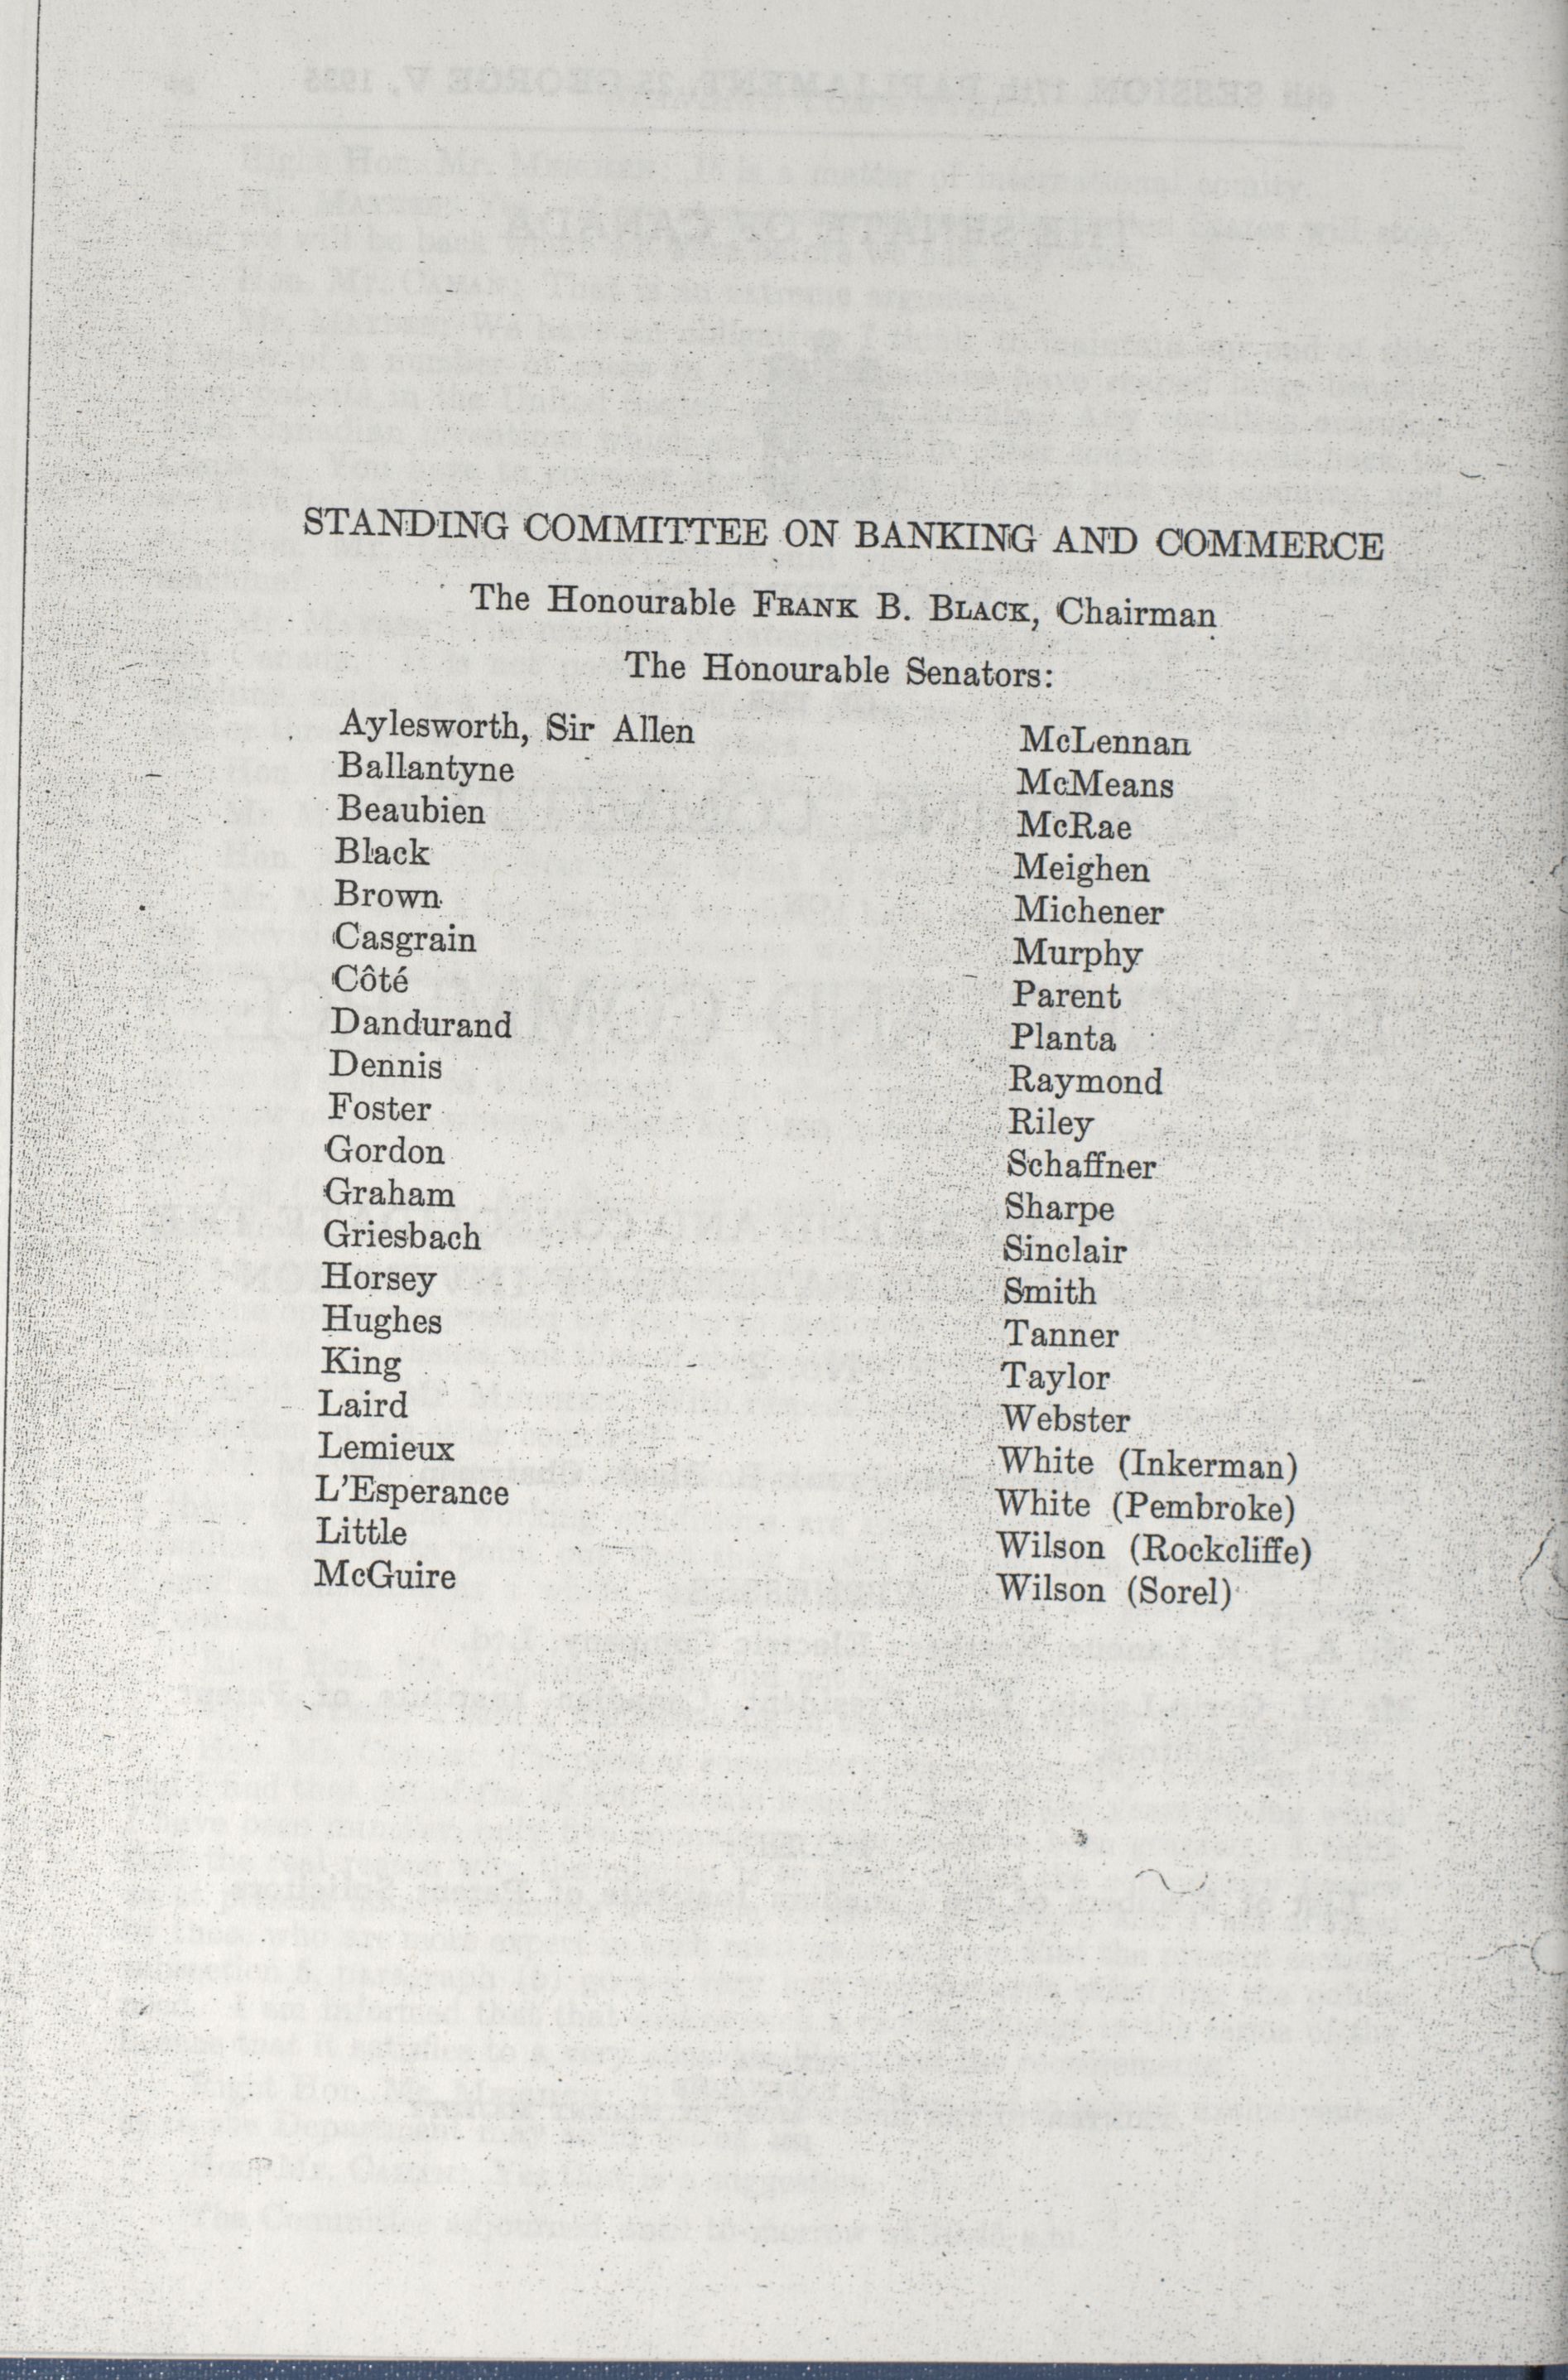 STANDING COMMITTEE ON BANKING AND COMMERCE
The Honourable FRANK B. BLACK, Chairman
The Honourable Senators:
Aylesworth, Sir Allen
Ballantyne
Beaubien
Black
Brown
Casgrain
Côté
Dandurand
Dennis
Foster
Gordon
Graham
Griesbach
Horsey
Hughes
King
Laird
Lemieux
L'Esperance
Little
McGuire
McLennan
McMeans
McRae
Meighen
Michener
Murphy
Parent
Planta
Raymond
Riley
Schaffner
Sharpe
Sinclair
Smith
Tanner
Taylor
Webster
White (Inkerman)
White (Pembroke)
Wilson (Rockcliffe)
Wilson (Sorel)